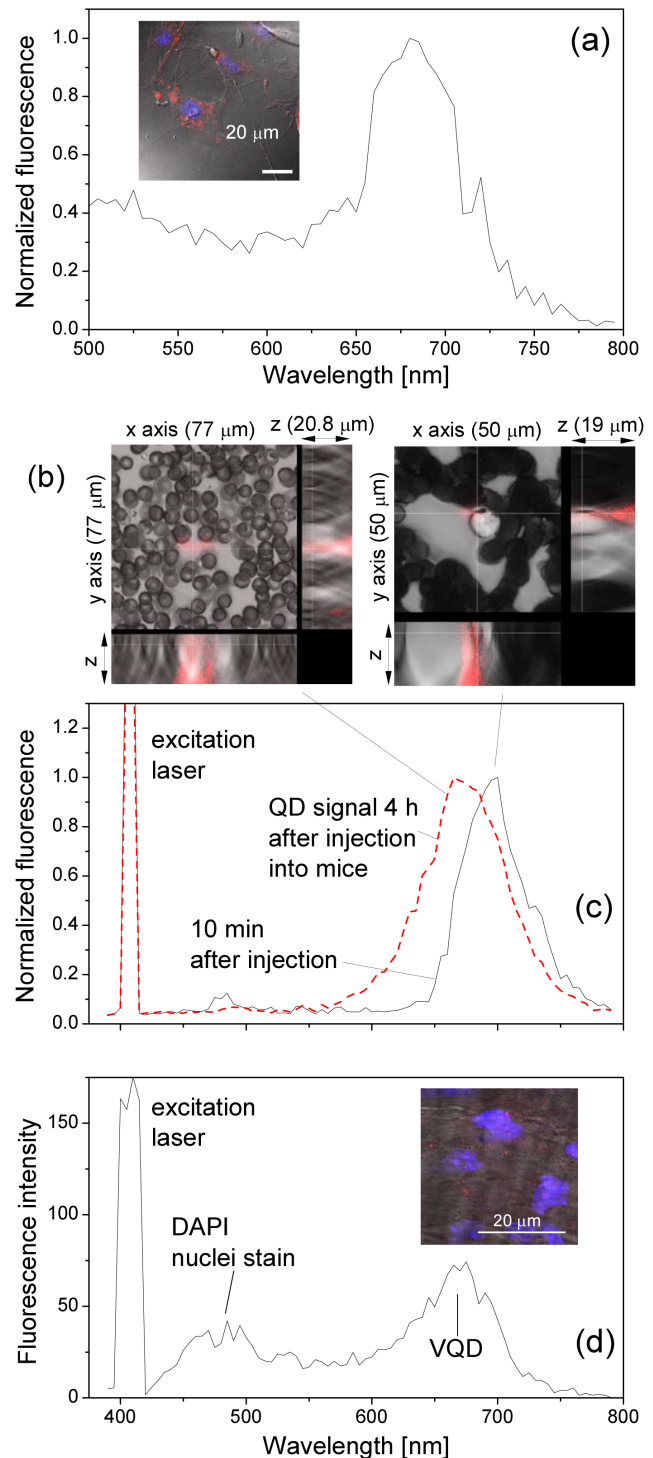 (a)
Normalized fluorescence
1.0
0.8
0.6
0.4
0.2
0.0
20 μm
500 550 600 650 700 750 800
Wavelength [nm]
(b)
x axis (77 μm)
z (20.8 μm)
y axis (77 μm)
z
x axis (50 μm)
z (19 μm)
y axis (50 μm)
z
(c)
Normalized fluorescence
1.2
1.0
0.8
0.6
0.4
0.2
0.0
excitation
laser
QD signal 4 h
after injection
into mice
10 min
after injection
(d)
Fluorescence intensity
150
100
50
0
excitation
laser
DAPI
nuclei stain
VQD
20 μm
400 500 600 700 800
Wavelength [nm]